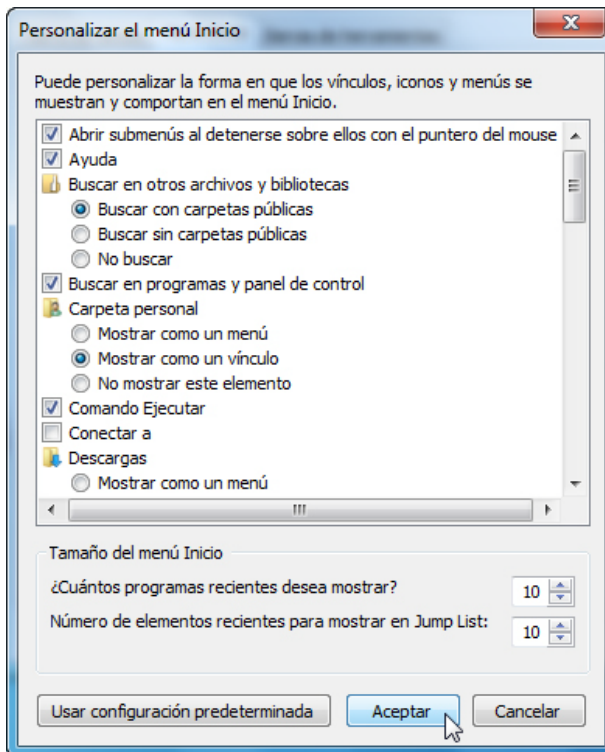 Personalizar el menú Inicio
Puede personalizar la forma en que los vínculos, iconos y menús se
muestran y comportan en el menú Inicio.
Abrir submenús al detenerse sobre ellos con el puntero del mouse
Ayuda
Buscar en otros archivos y bibliotecas
Buscar con carpetas públicas
Buscar sin carpetas públicas
No buscar
Buscar en programas y panel de control
Carpeta personal
Mostrar como un menú
Mostrar como un vínculo
No mostrar este elemento
Comando Ejecutar
Conectar a
Descargas
Mostrar como un menú
Tamaño del menú Inicio
¿Cuántos programas recientes desea mostrar? 10
Número de elementos recientes para mostrar en Jump List: 10
Usar configuración predeterminada Aceptar Cancelar